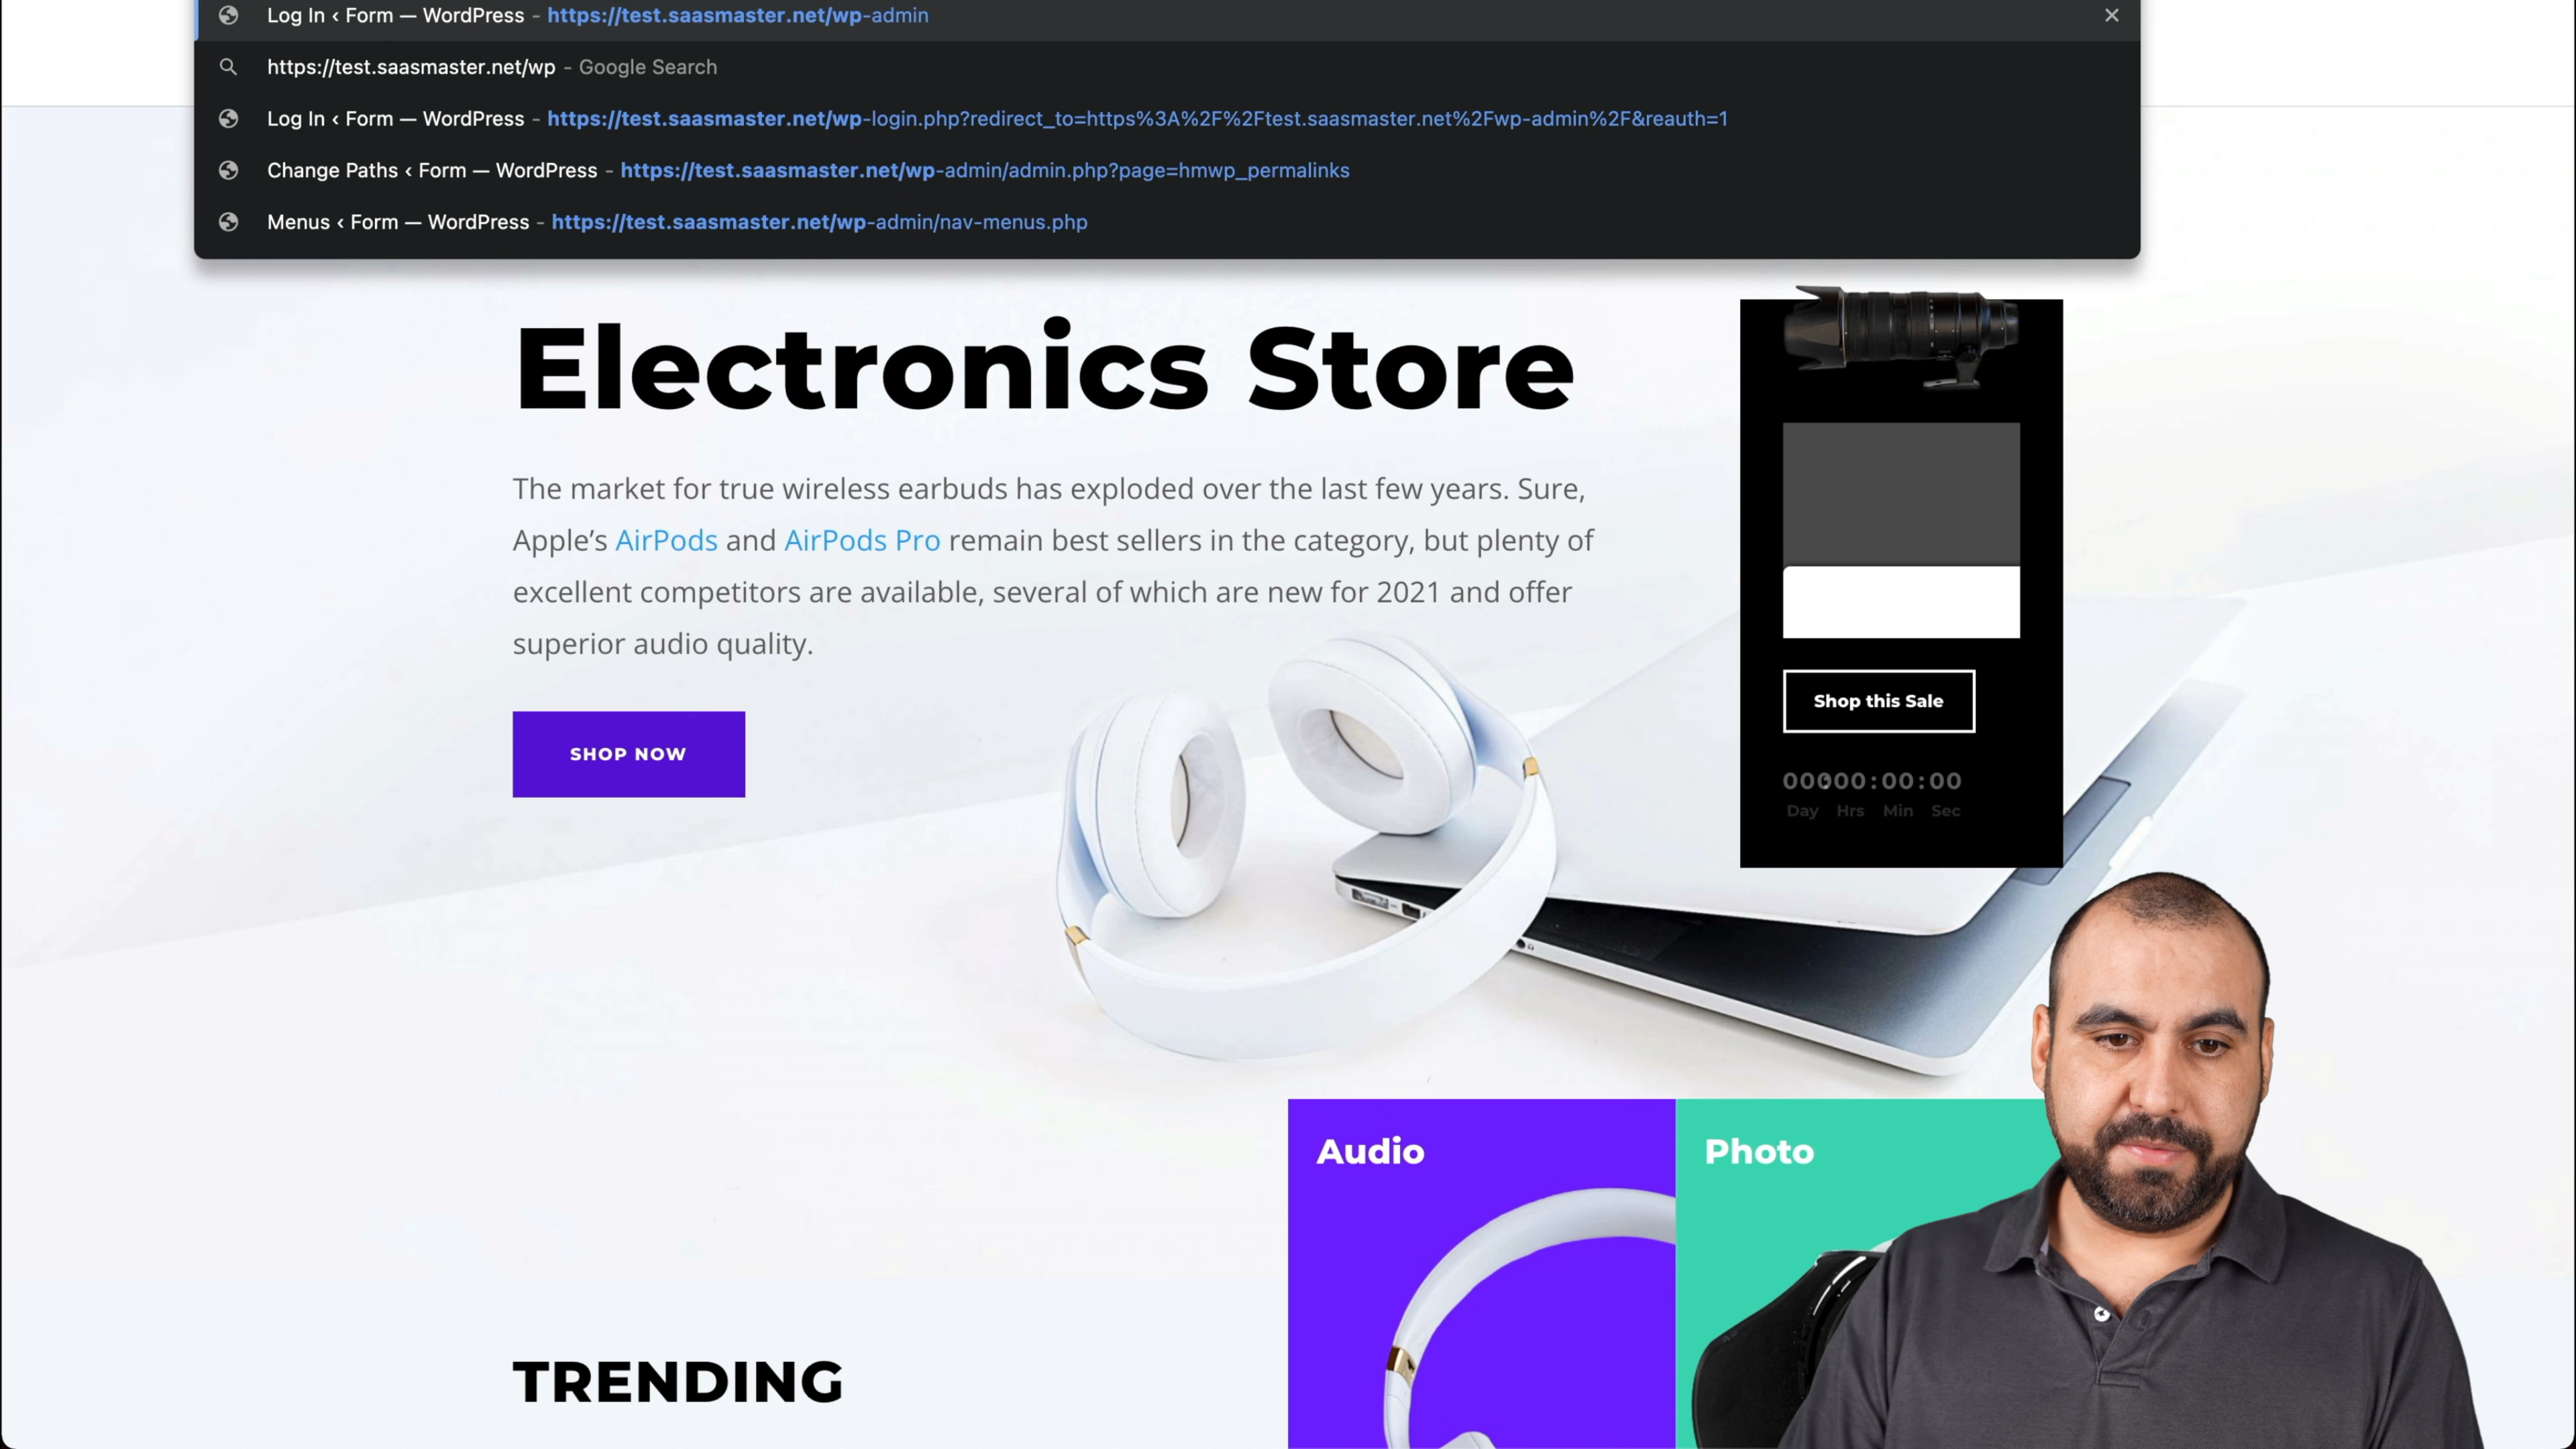 Log In ‹ Form — WordPress - https://test.saasmaster.net/wp-admin
https://test.saasmaster.net/wp - Google Search
Log In ‹ Form — WordPress - https://test.saasmaster.net/wp-login.php?redirect_to=https%3A%2F%2Ftest.saasmaster.net%2Fwp-admin%2F&reauth=1
Change Paths ‹ Form — WordPress - https://test.saasmaster.net/wp-admin/admin.php?page=hmwp_permalinks
Menus ‹ Form — WordPress - https://test.saasmaster.net/wp-admin/nav-menus.php
Electronics Store
The market for true wireless earbuds has exploded over the last few years. Sure,
Apple’s AirPods and AirPods Pro remain best sellers in the category, but plenty of
excellent competitors are available, several of which are new for 2021 and offer
superior audio quality.
SHOP NOW
Shop this Sale
000:00:00:00
Day Hrs Min Sec
Audio
Photo
TRENDING